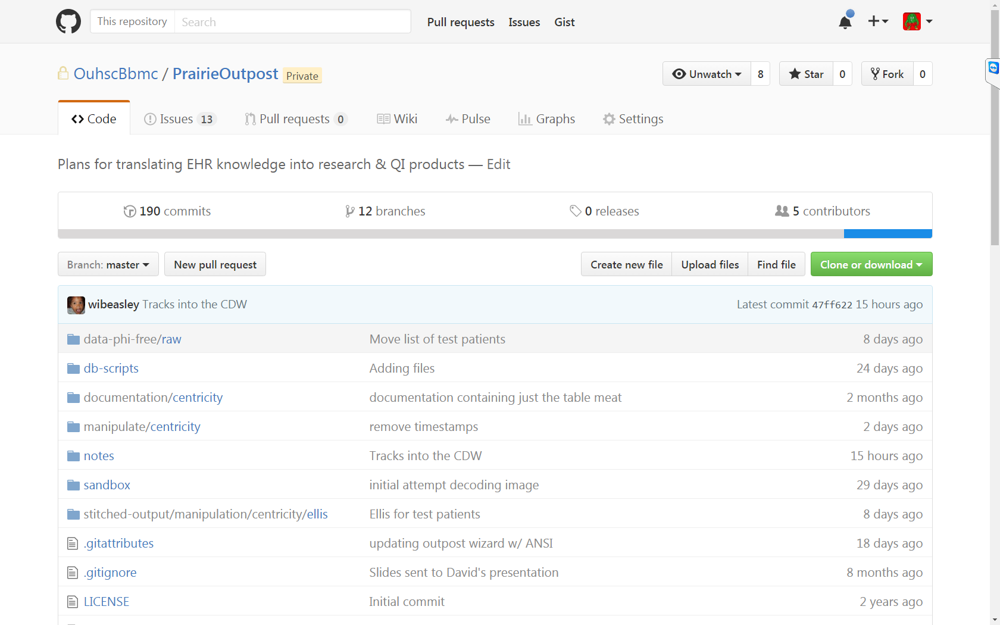 This repository Search Pull requests Issues Gist
OuhscBbmc / PrairieOutpost Private Unwatch 8 Star 0 Fork 0
Code Issues 13 Pull requests 0 Wiki Pulse Graphs Settings
Plans for translating EHR knowledge into research & QI products — Edit
190 commits 12 branches 0 releases 5 contributors
Branch: master New pull request Create new file Upload files Find file Clone or download
wibeasley Tracks into the CDW Latest commit 47ff622 15 hours ago
data-phi-free/raw Move list of test patients 8 days ago
db-scripts Adding files 24 days ago
documentation/centricity documentation containing just the table meat 2 months ago
manipulate/centricity remove timestamps 2 days ago
notes Tracks into the CDW 15 hours ago
sandbox initial attempt decoding image 29 days ago
stitched-output/manipulation/centricity/ellis Ellis for test patients 8 days ago
.gitattributes updating outpost wizard w/ ANSI 18 days ago
.gitignore Slides sent to David's presentation 8 months ago
LICENSE Initial commit 2 years ago